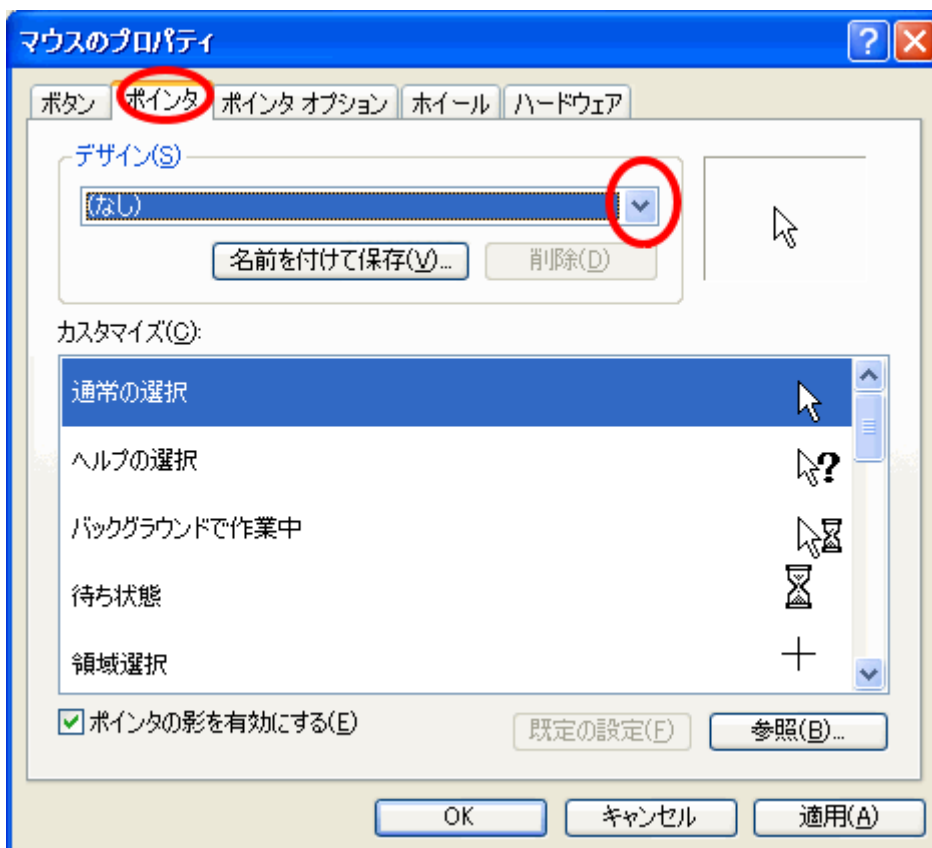 マウスのプロパティ
ボタン ポインタ ポインタ オプション ホイール ハードウェア
デザイン(S)
(なし)
名前を付けて保存(V)... 削除(D)
カスタマイズ(C):
通常の選択
ヘルプの選択
バックグラウンドで作業中
待ち状態
領域選択
ポインタの影を有効にする(E) 既定の設定(F) 参照(B)...
OK キャンセル 適用(A)